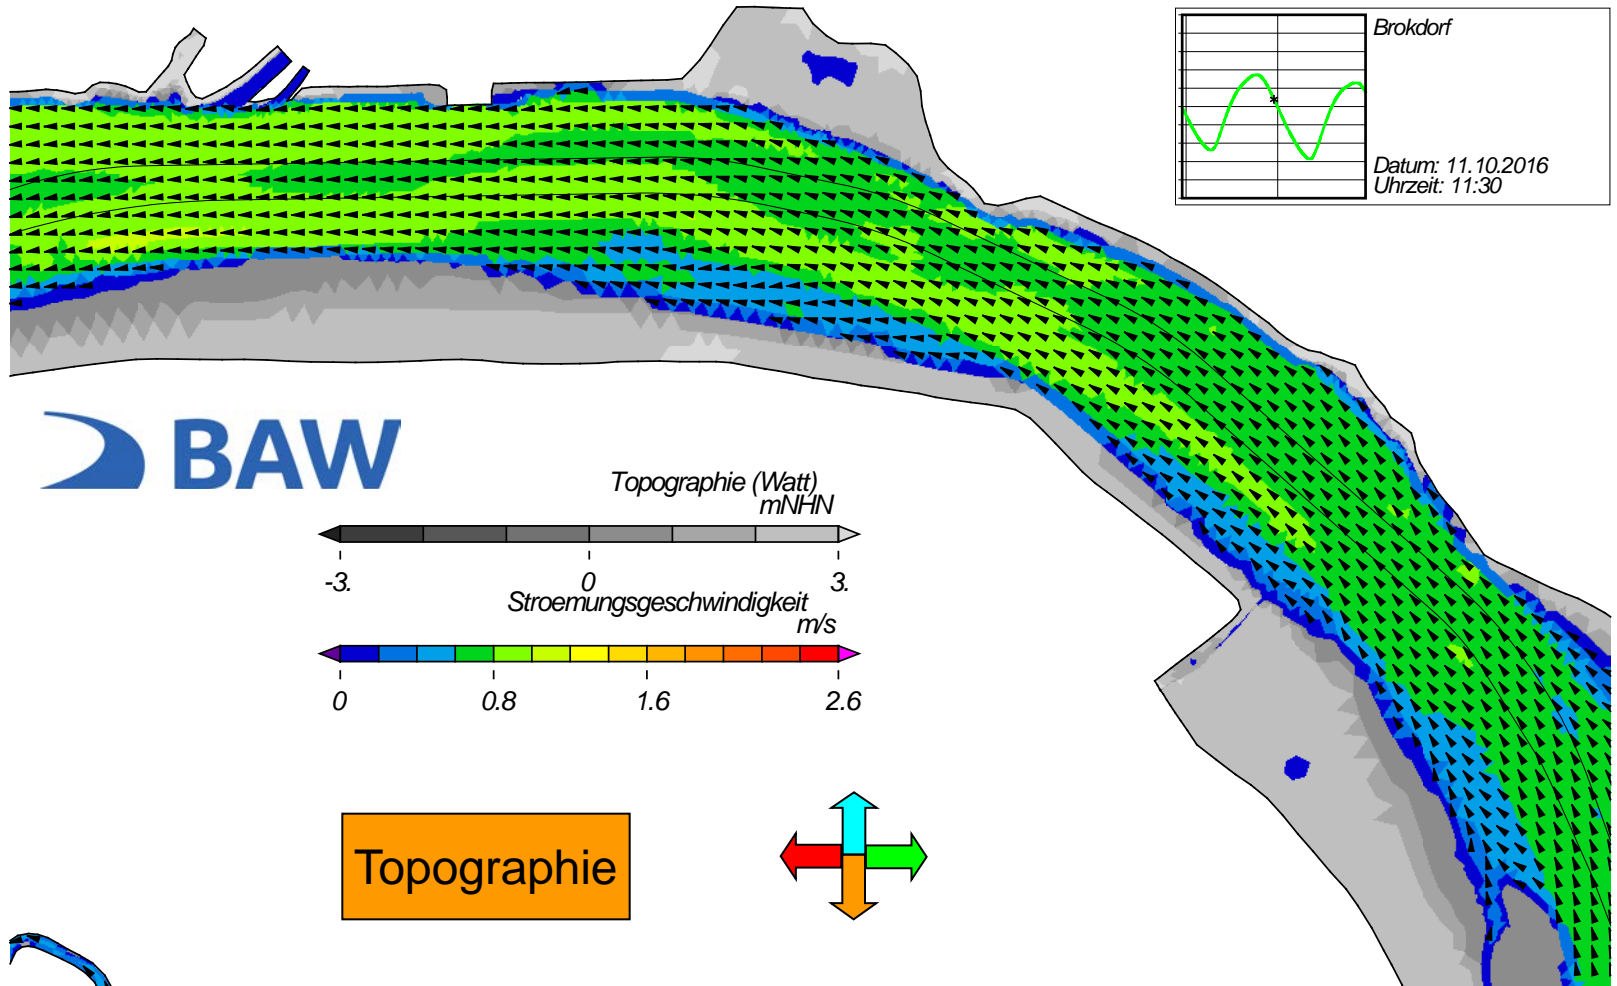 Brokdorf
Datum: 11.10.2016
Uhrzeit: 11:30
BAW
Topographie (Watt)
mNHN
-3. 0 3.
Stroemungsgeschwindigkeit
m/s
0 0.8 1.6 2.6
Topographie